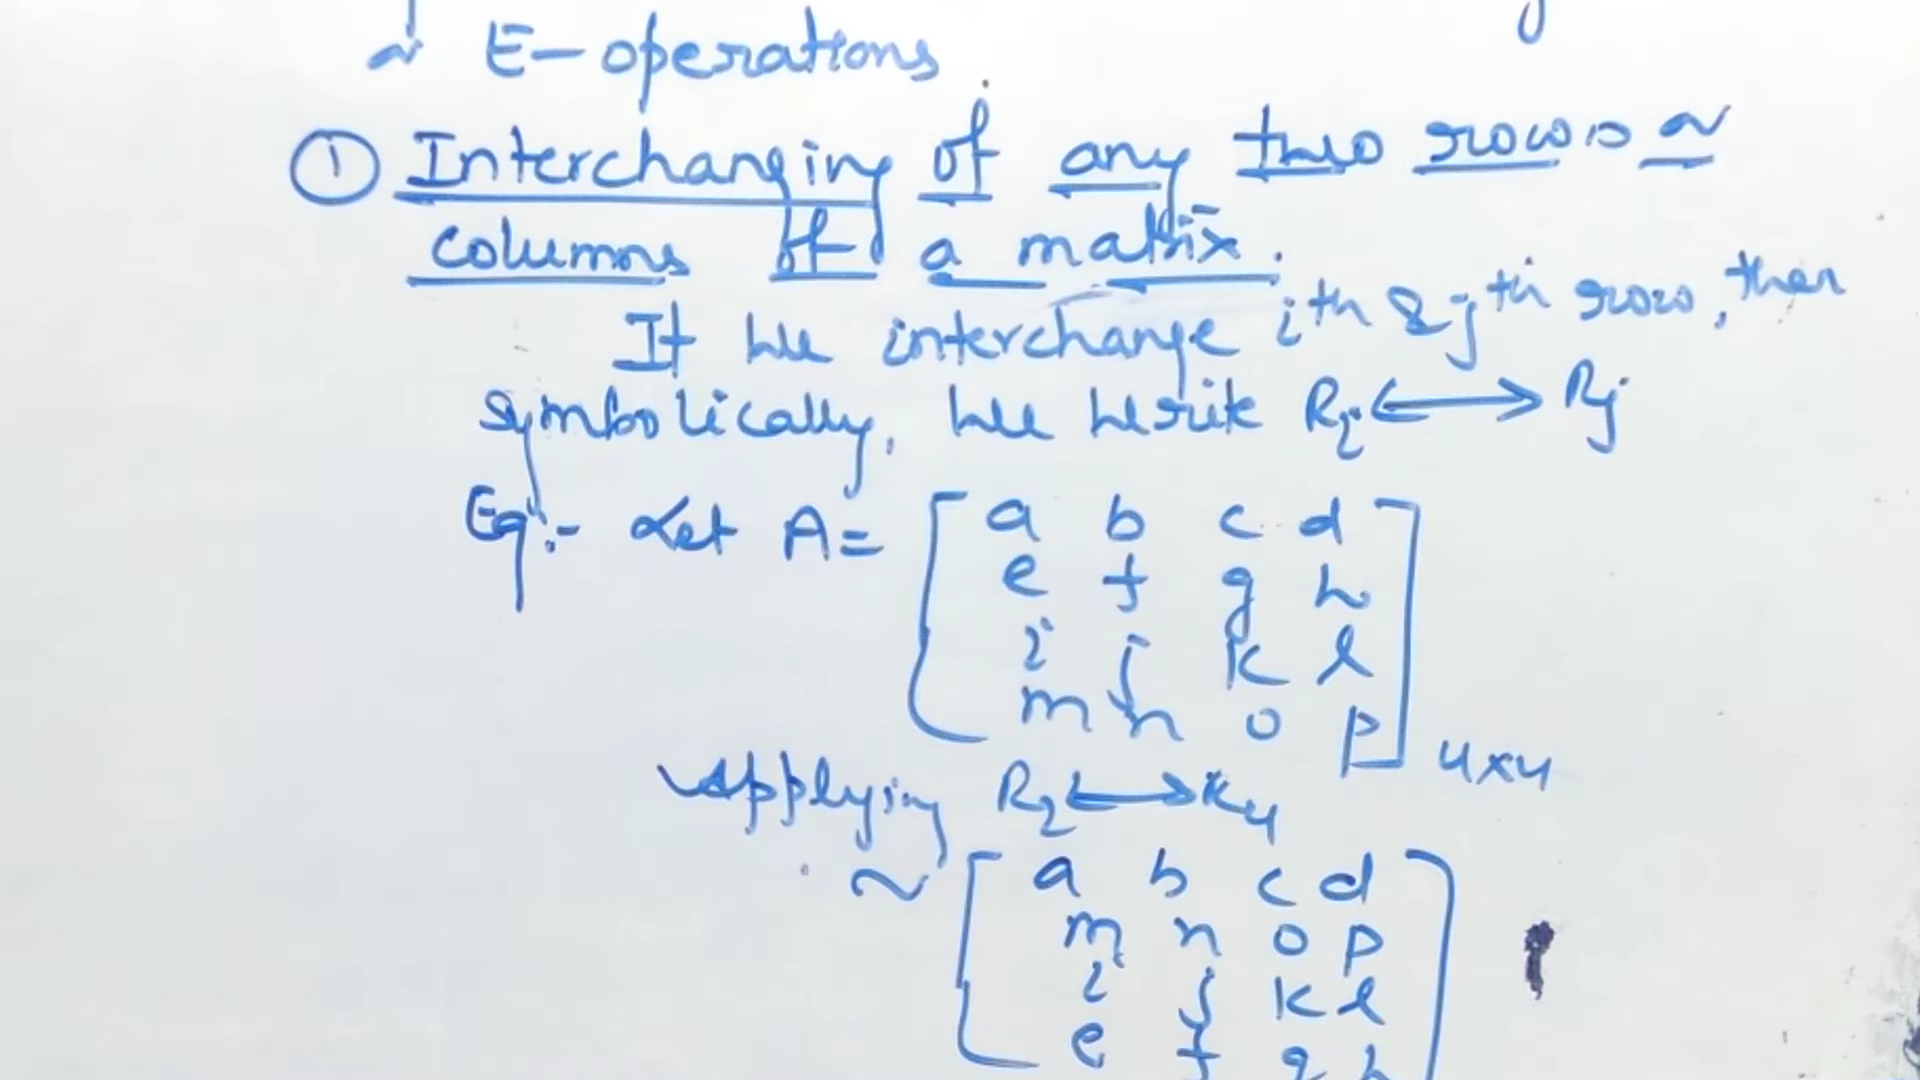 ~ E-operations
① Interchanging of any two rows ~
columns of a matrix.
If we interchange ith & jth row, then
symbolically, we write Ri ⟷ Rj
Eg:- Let A = [ a b c d
e f g h
i j k l
m n o p ] 4×4
Applying R2 ⟷ R4
~ [ a b c d
m n o p
i j k l
e f g h